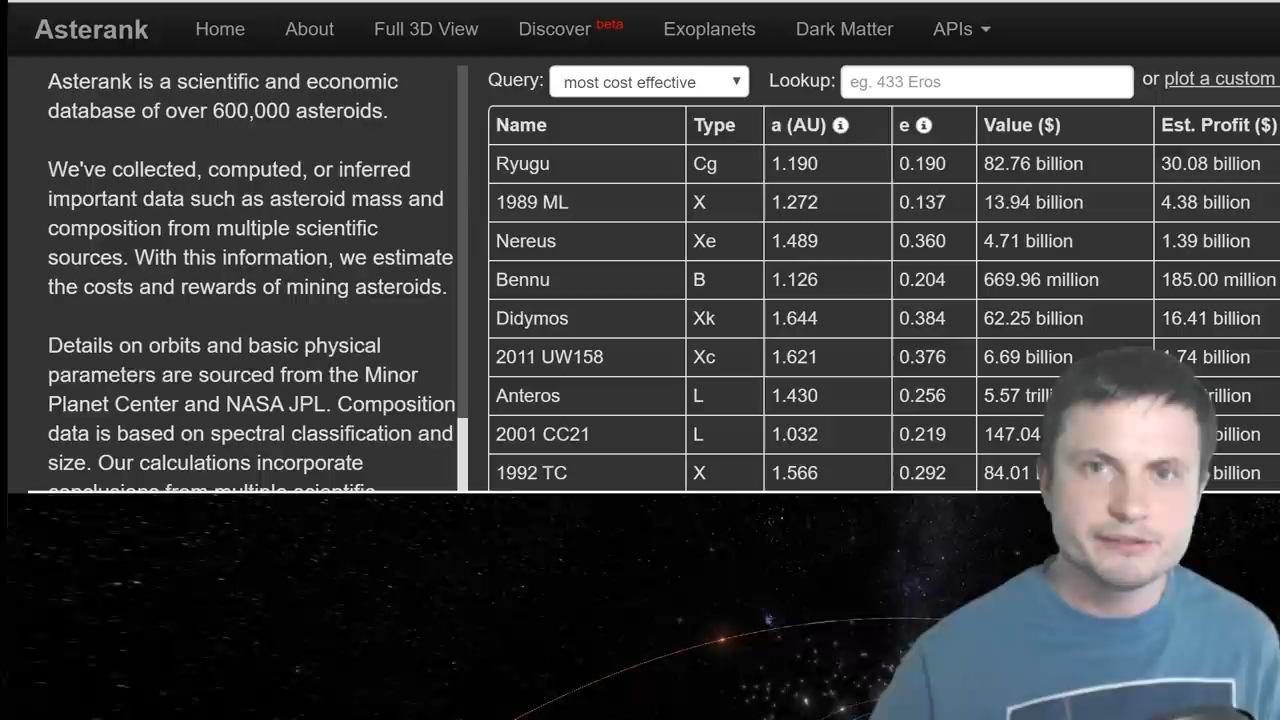 Asterank Home About Full 3D View Discover beta Exoplanets Dark Matter APIs
Asterank is a scientific and economic
database of over 600,000 asteroids.
We've collected, computed, or inferred
important data such as asteroid mass and
composition from multiple scientific
sources. With this information, we estimate
the costs and rewards of mining asteroids.
Details on orbits and basic physical
parameters are sourced from the Minor
Planet Center and NASA JPL. Composition
data is based on spectral classification and
size. Our calculations incorporate
conclusions from multiple scientific
Query: most cost effective Lookup: eg. 433 Eros or plot a custom
Name Type a (AU) e Value ($) Est. Profit ($)
Ryugu Cg 1.190 0.190 82.76 billion 30.08 billion
1989 ML X 1.272 0.137 13.94 billion 4.38 billion
Nereus Xe 1.489 0.360 4.71 billion 1.39 billion
Bennu B 1.126 0.204 669.96 million 185.00 million
Didymos Xk 1.644 0.384 62.25 billion 16.41 billion
2011 UW158 Xc 1.621 0.376 6.69 billion .74 billion
Anteros L 1.430 0.256 5.57
2001 CC21 L 1.032 0.219 147.04 billion
1992 TC X 1.566 0.292 84.01 billion